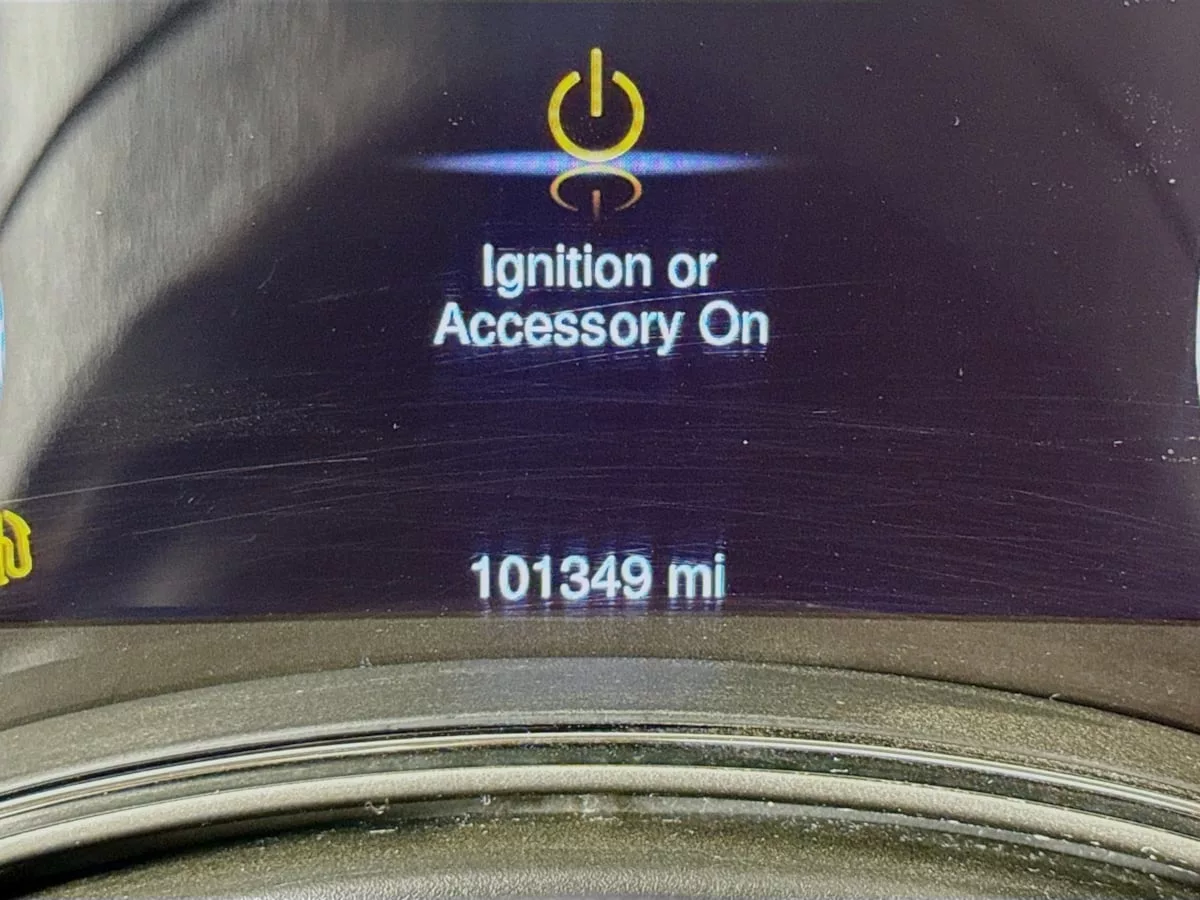 Ignition or
Accessory On
101349 mi